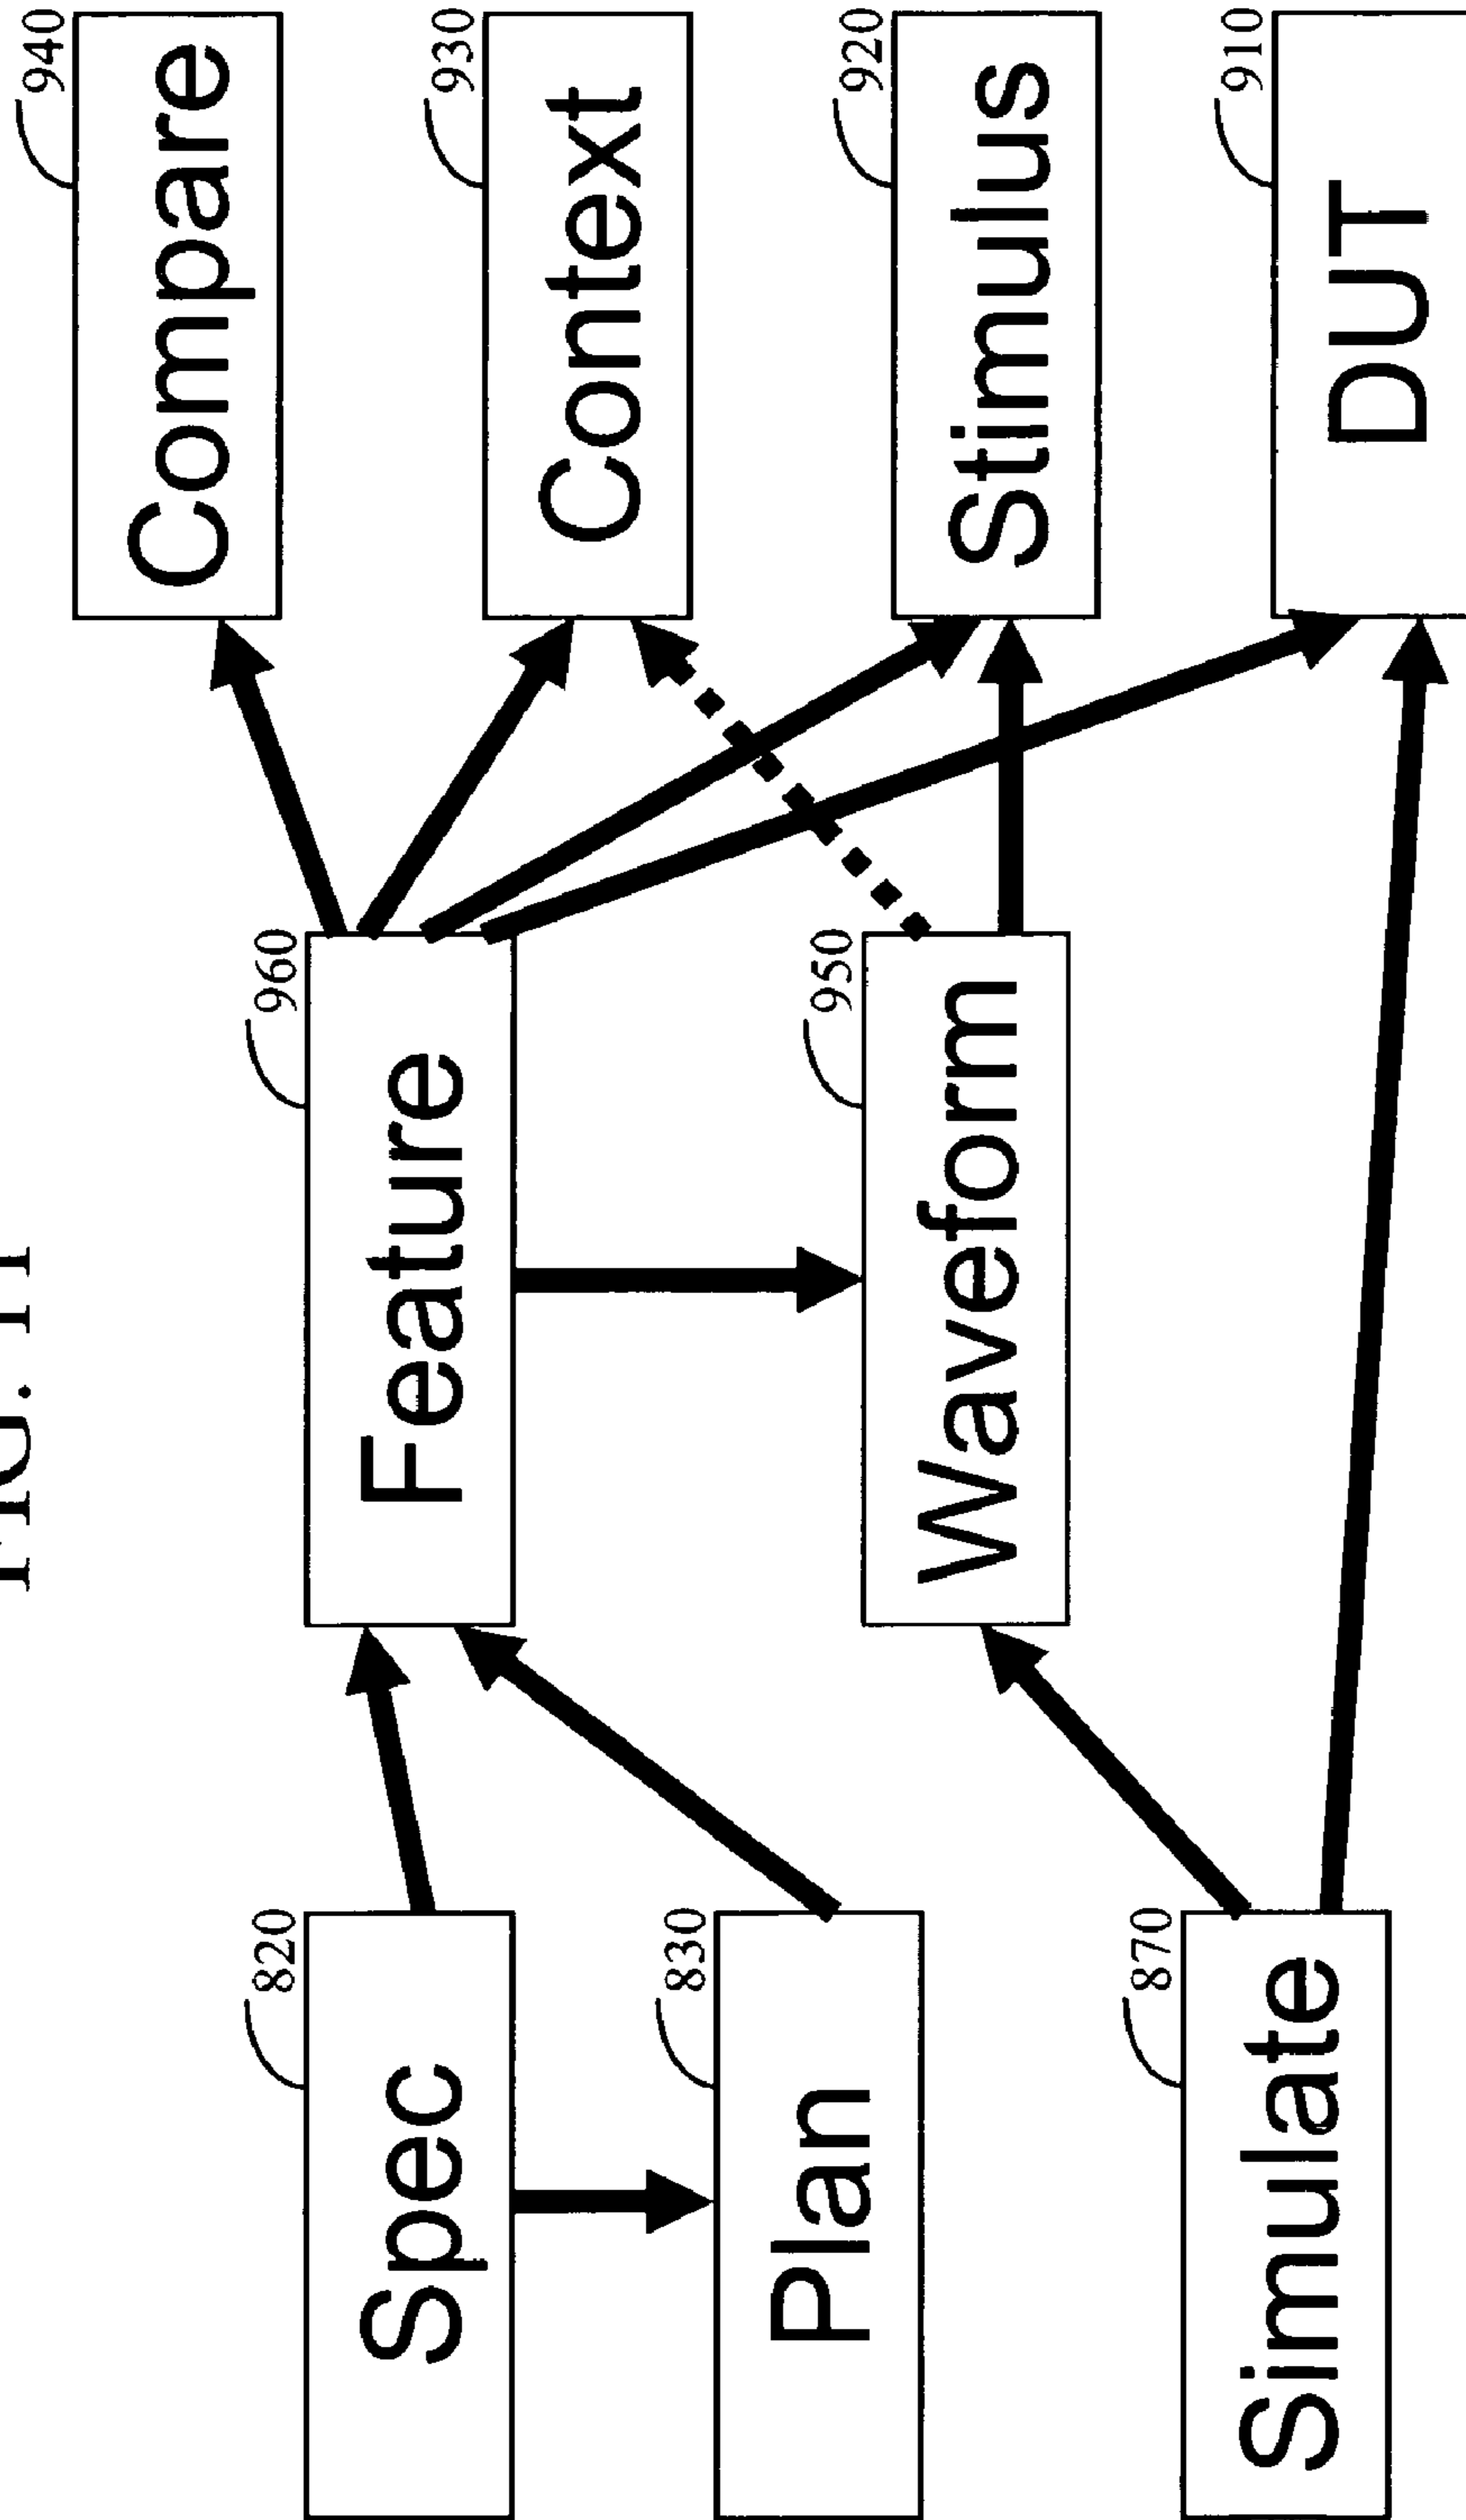 FIG. 11
820
Spec
830
Plan
870
Simulate
960
Feature
950
Waveform
940
Compare
930
Context
920
Stimulus
910
DUT